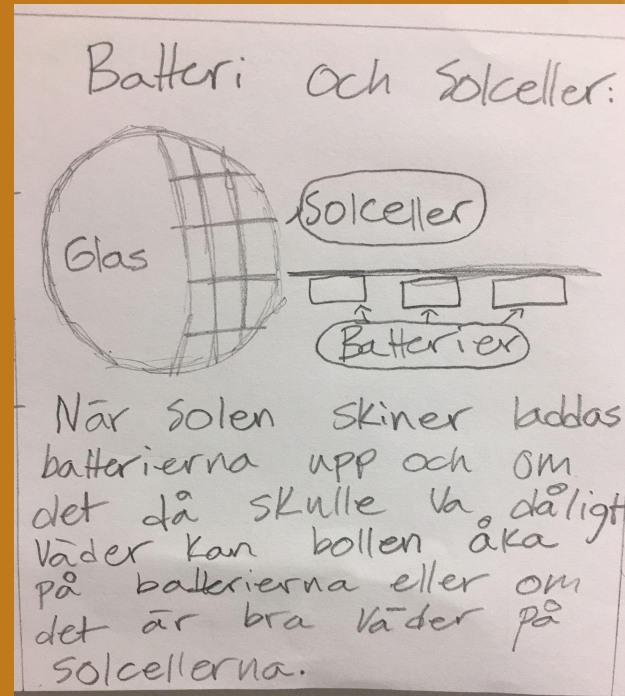 Batteri och Solceller:
Glas
Solceller
Batterier
När solen skiner laddas
batterierna upp och om
det då skulle va dåligt
väder kan bollen åka
på batterierna eller om
det är bra väder på
solcellerna.